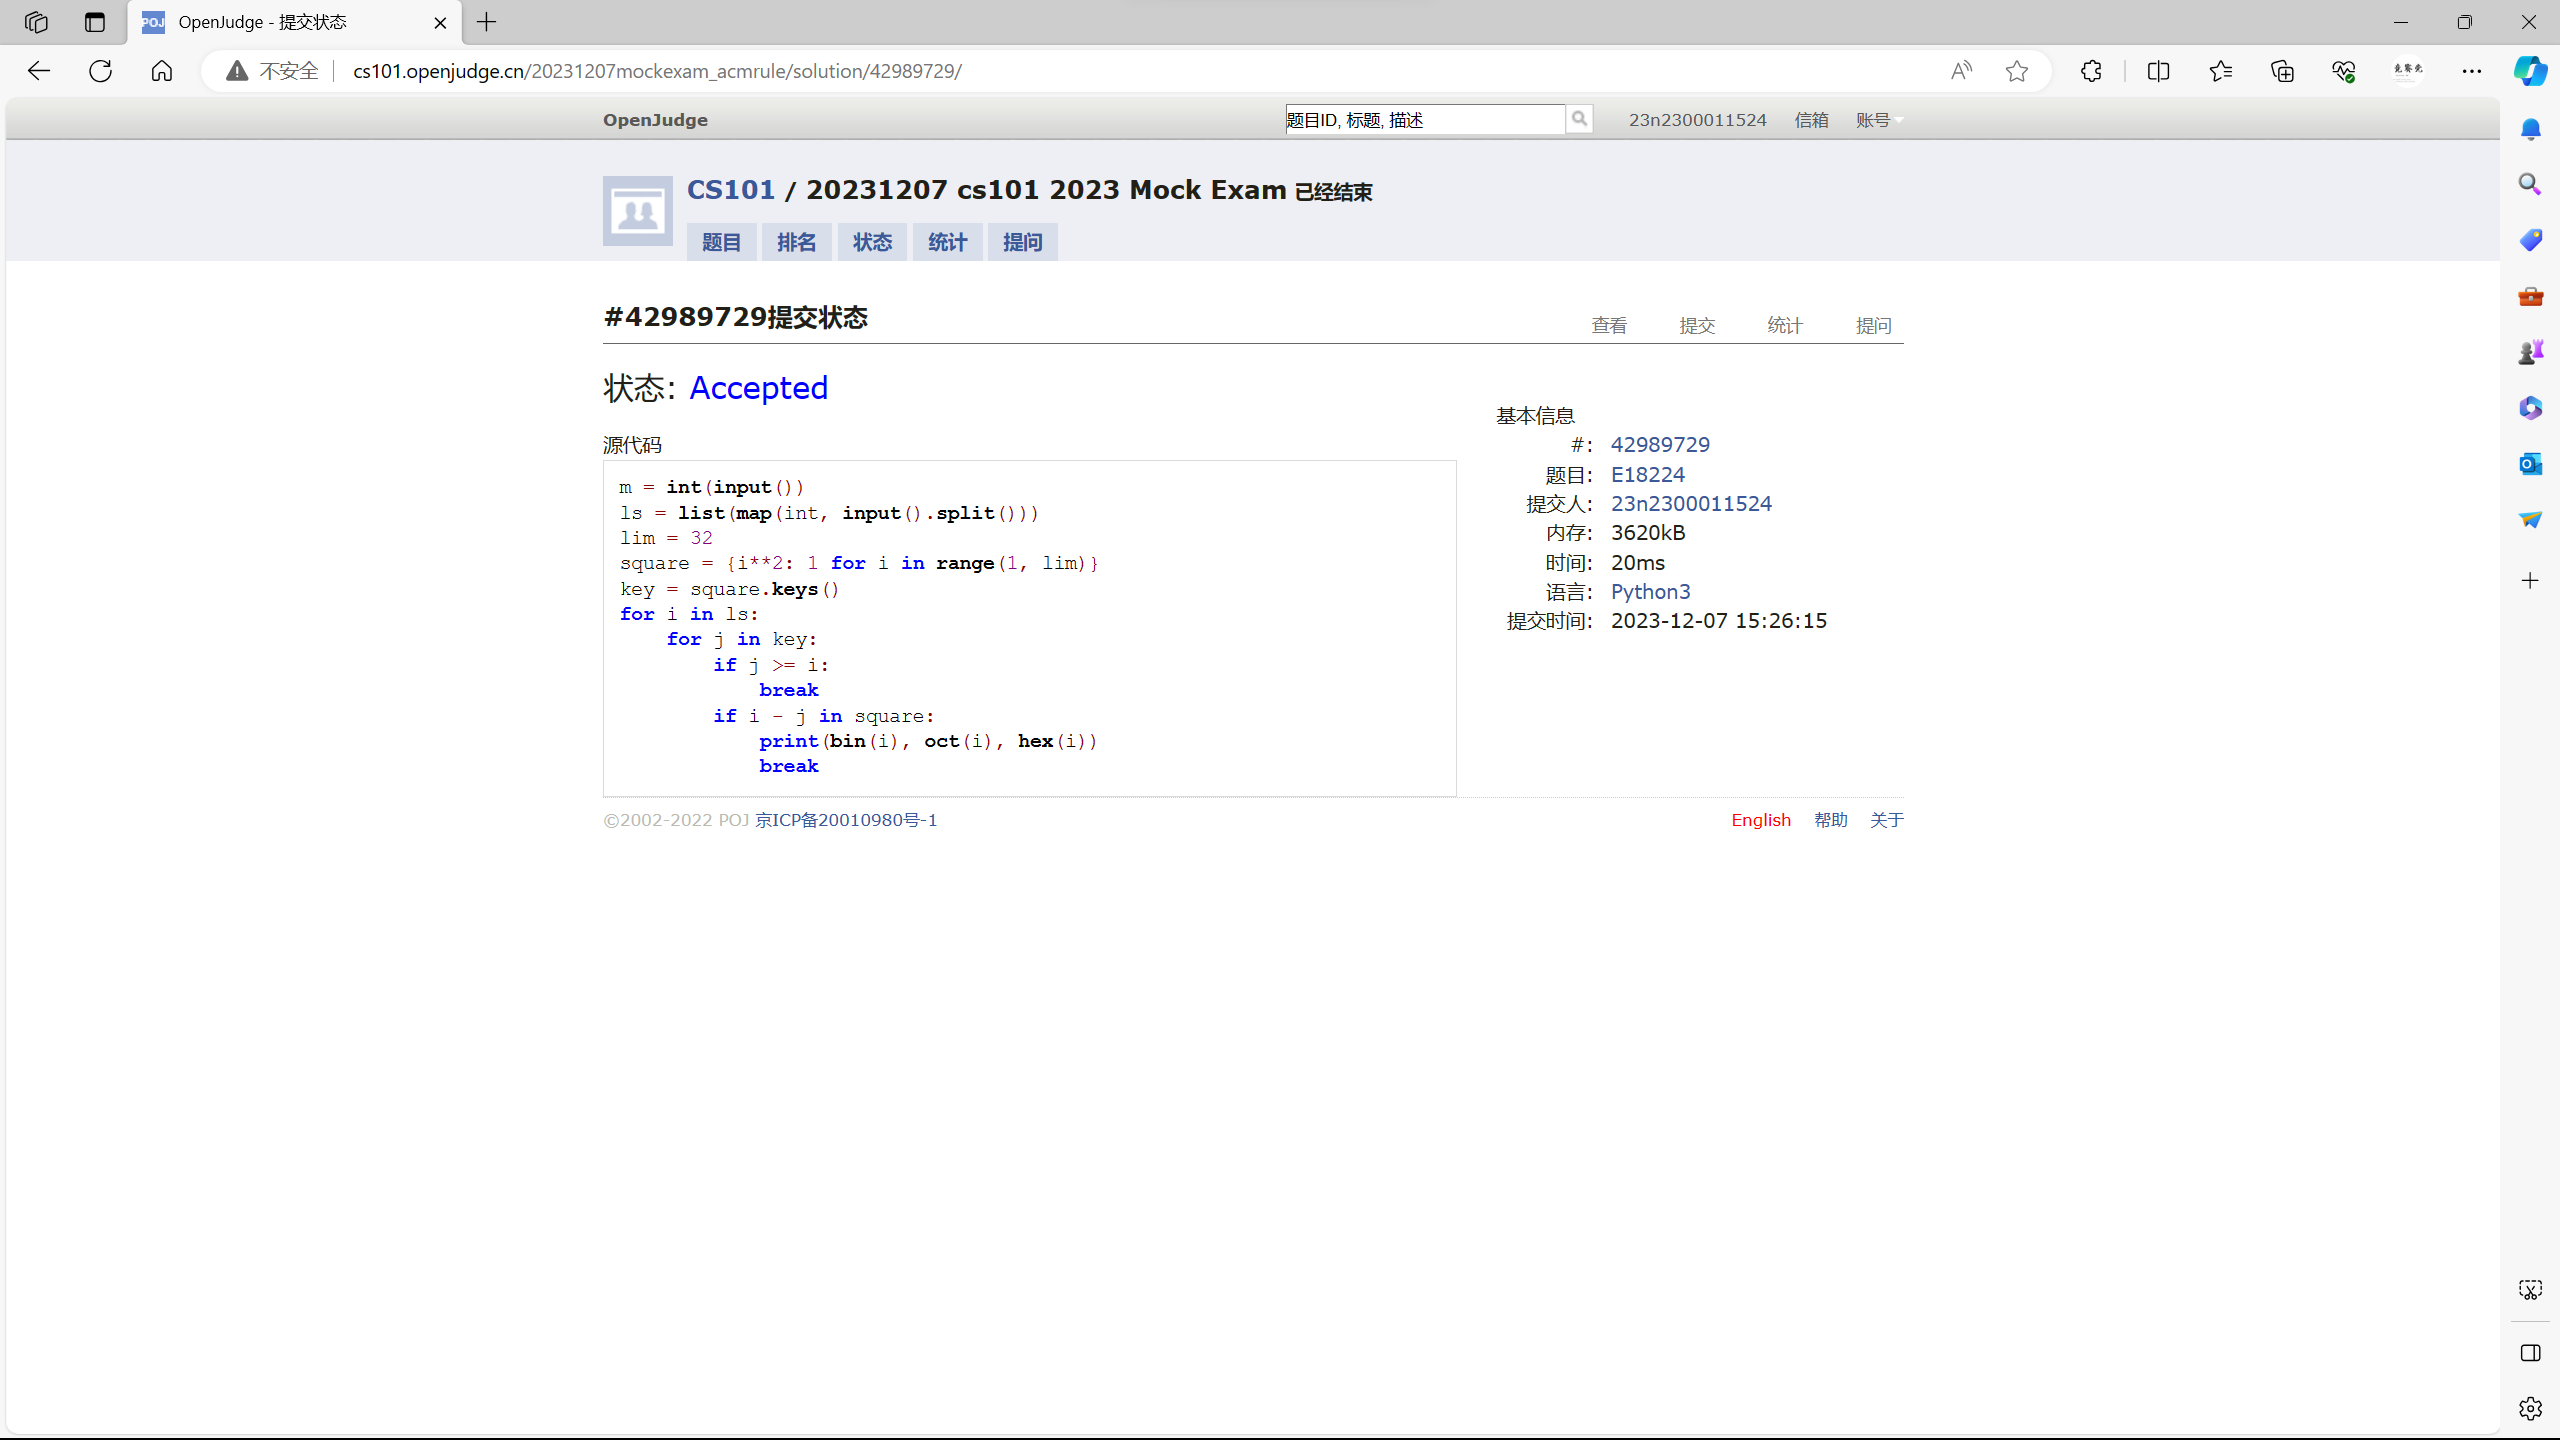 OpenJudge - 提交状态
不安全
cs101.openjudge.cn/20231207mockexam_acmrule/solution/42989729/
OpenJudge
题目ID, 标题, 描述
23n2300011524 信箱 账号
CS101 / 20231207 cs101 2023 Mock Exam 已经结束
题目 排名 状态 统计 提问
#42989729提交状态
查看 提交 统计 提问
状态: Accepted
源代码
m = int(input())
ls = list(map(int, input().split()))
lim = 32
square = {i**2: 1 for i in range(1, lim)}
key = square.keys()
for i in ls:
    for j in key:
        if j >= i:
            break
        if i - j in square:
            print(bin(i), oct(i), hex(i))
            break
基本信息
#: 42989729
题目: E18224
提交人: 23n2300011524
内存: 3620kB
时间: 20ms
语言: Python3
提交时间: 2023-12-07 15:26:15
©2002-2022 POJ 京ICP备20010980号-1
English 帮助 关于